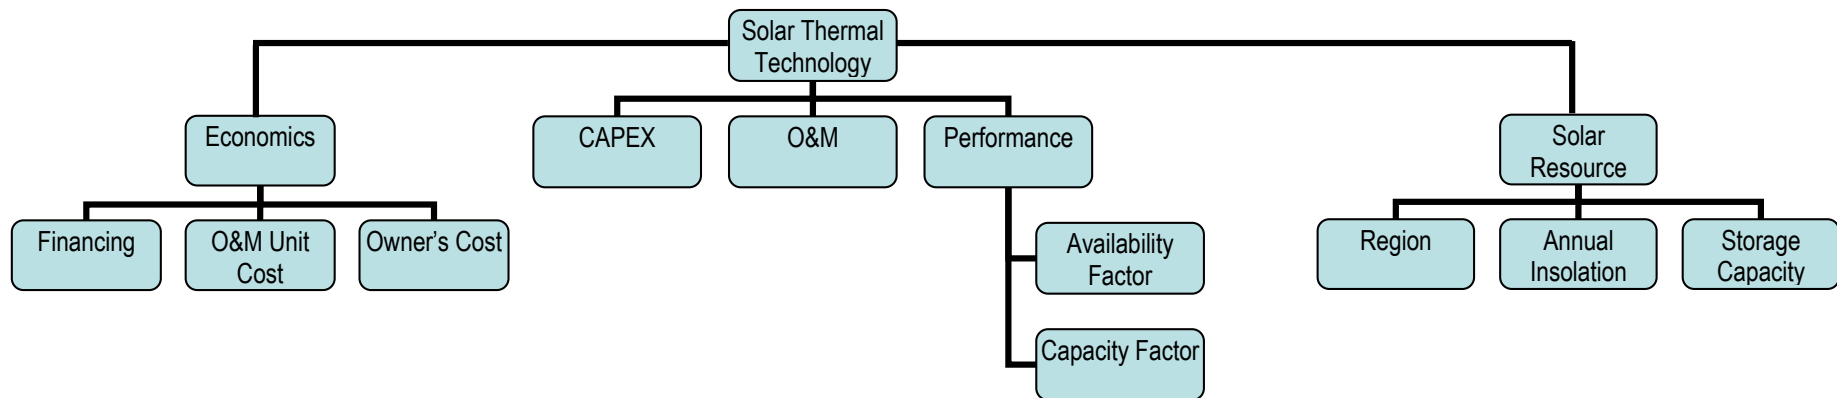 Solar Thermal
Technology
Economics
CAPEX
O&M
Performance
Solar
Resource
Financing
O&M Unit
Cost
Owner’s Cost
Availability
Factor
Capacity Factor
Region
Annual
Insolation
Storage
Capacity